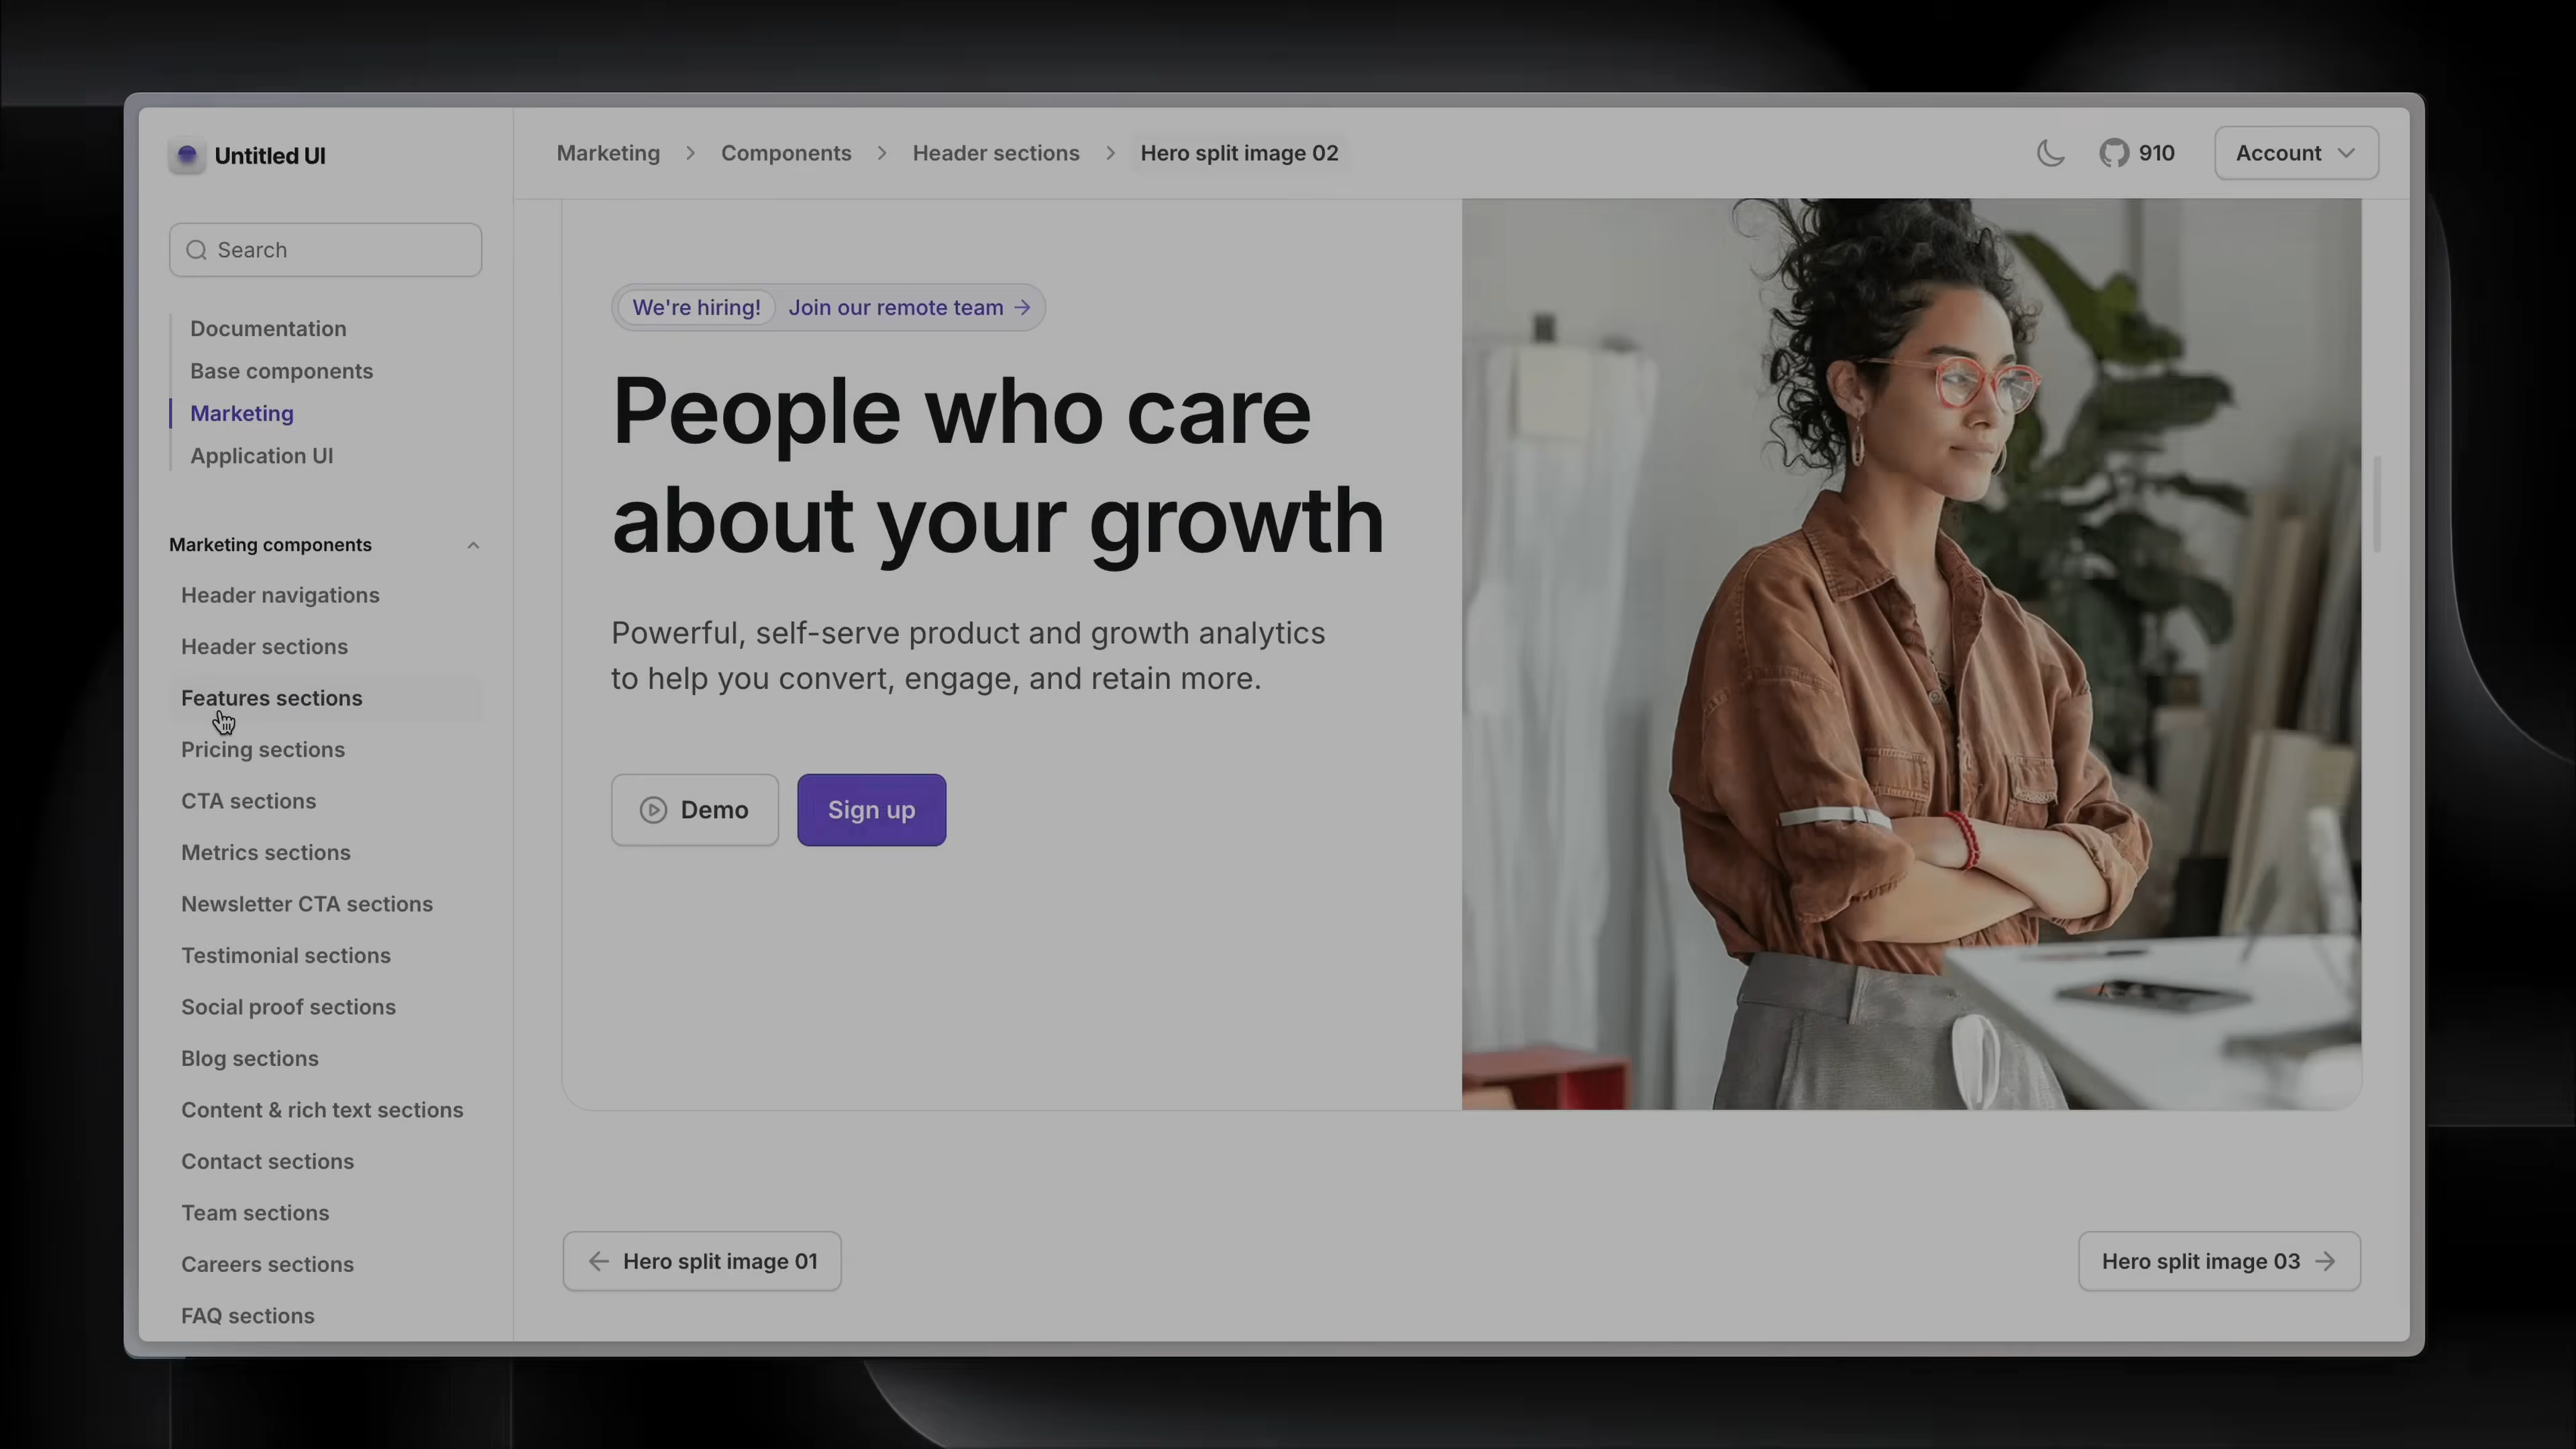 Untitled UI
Search
Documentation
Base components
Marketing
Application UI
Marketing components
Header navigations
Header sections
Features sections
Pricing sections
CTA sections
Metrics sections
Newsletter CTA sections
Testimonial sections
Social proof sections
Blog sections
Content & rich text sections
Contact sections
Team sections
Careers sections
FAQ sections
Marketing Components Header sections Hero split image 02
910
Account
We're hiring! Join our remote team →
People who care
about your growth
Powerful, self-serve product and growth analytics
to help you convert, engage, and retain more.
Demo
Sign up
← Hero split image 01
Hero split image 03 →